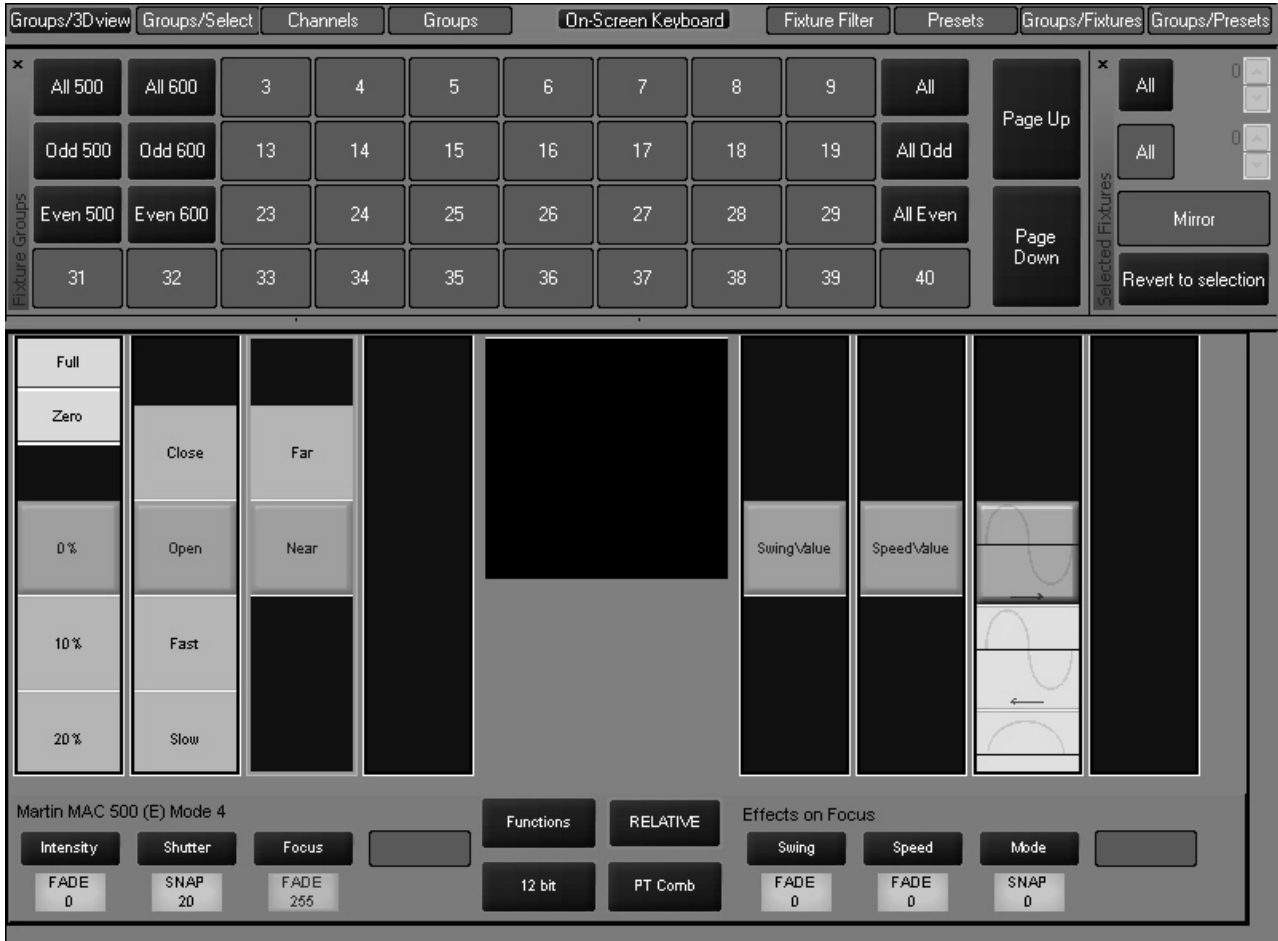 Groups/3Dview Groups/Select Channels Groups On-Screen Keyboard Fixture Filter Presets Groups/Fixtures Groups/Presets
× ×
All 500 All 600 3 4 5 6 7 8 9 All Page Up All 0
Odd 500 Odd 600 13 14 15 16 17 18 19 All Odd All 0
Even 500 Even 600 23 24 25 26 27 28 29 All Even Page Down Mirror
31 32 33 34 35 36 37 38 39 40 Revert to selection
Fixture Groups
Selected Fixtures
Full
Zero
Close Far
0% Open Near SwingValue SpeedValue
10% Fast
20% Slow
Martin MAC 500 (E) Mode 4 Functions RELATIVE Effects on Focus
Intensity Shutter Focus Swing Speed Mode
FADE SNAP FADE 12 bit PT Comb FADE FADE SNAP
0 20 255 0 0 0